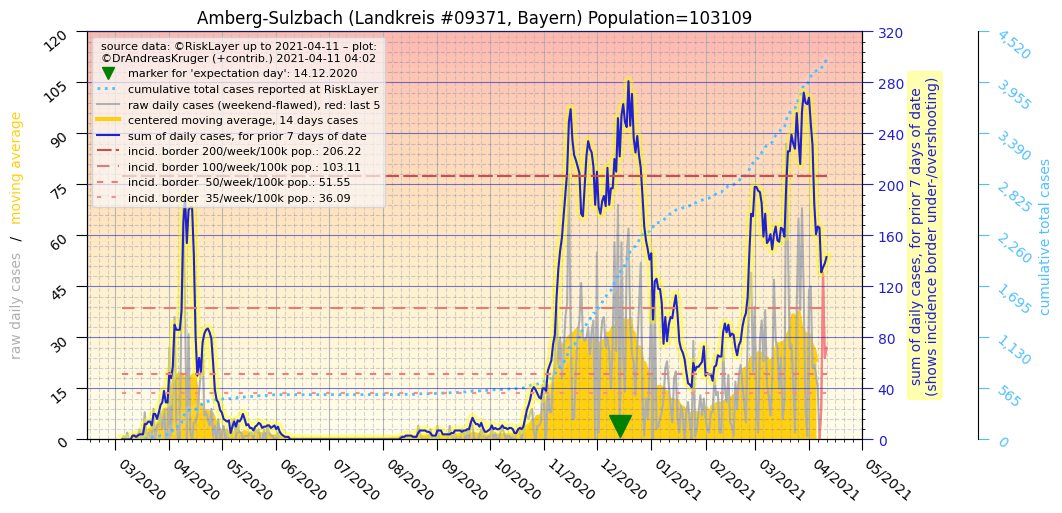 Amberg-Sulzbach (Landkreis #09371, Bayern) Population=103109
source data: ©RiskLayer up to 2021-04-11 – plot:
©DrAndreasKruger (+contrib.) 2021-04-11 04:02
marker for 'expectation day': 14.12.2020
cumulative total cases reported at RiskLayer
raw daily cases (weekend-flawed), red: last 5
centered moving average, 14 days cases
sum of daily cases, for prior 7 days of date
incid. border 200/week/100k pop.: 206.22
incid. border 100/week/100k pop.: 103.11
incid. border  50/week/100k pop.: 51.55
incid. border  35/week/100k pop.: 36.09
raw daily cases  /  moving average
120
105
90
75
60
45
30
15
0
320
280
240
200
160
120
80
40
0
sum of daily cases, for prior 7 days of date
(shows incidence border under-/overshooting)
4,520
3,955
3,390
2,825
2,260
1,695
1,130
565
0
cumulative total cases
03/2020
04/2020
05/2020
06/2020
07/2020
08/2020
09/2020
10/2020
11/2020
12/2020
01/2021
02/2021
03/2021
04/2021
05/2021